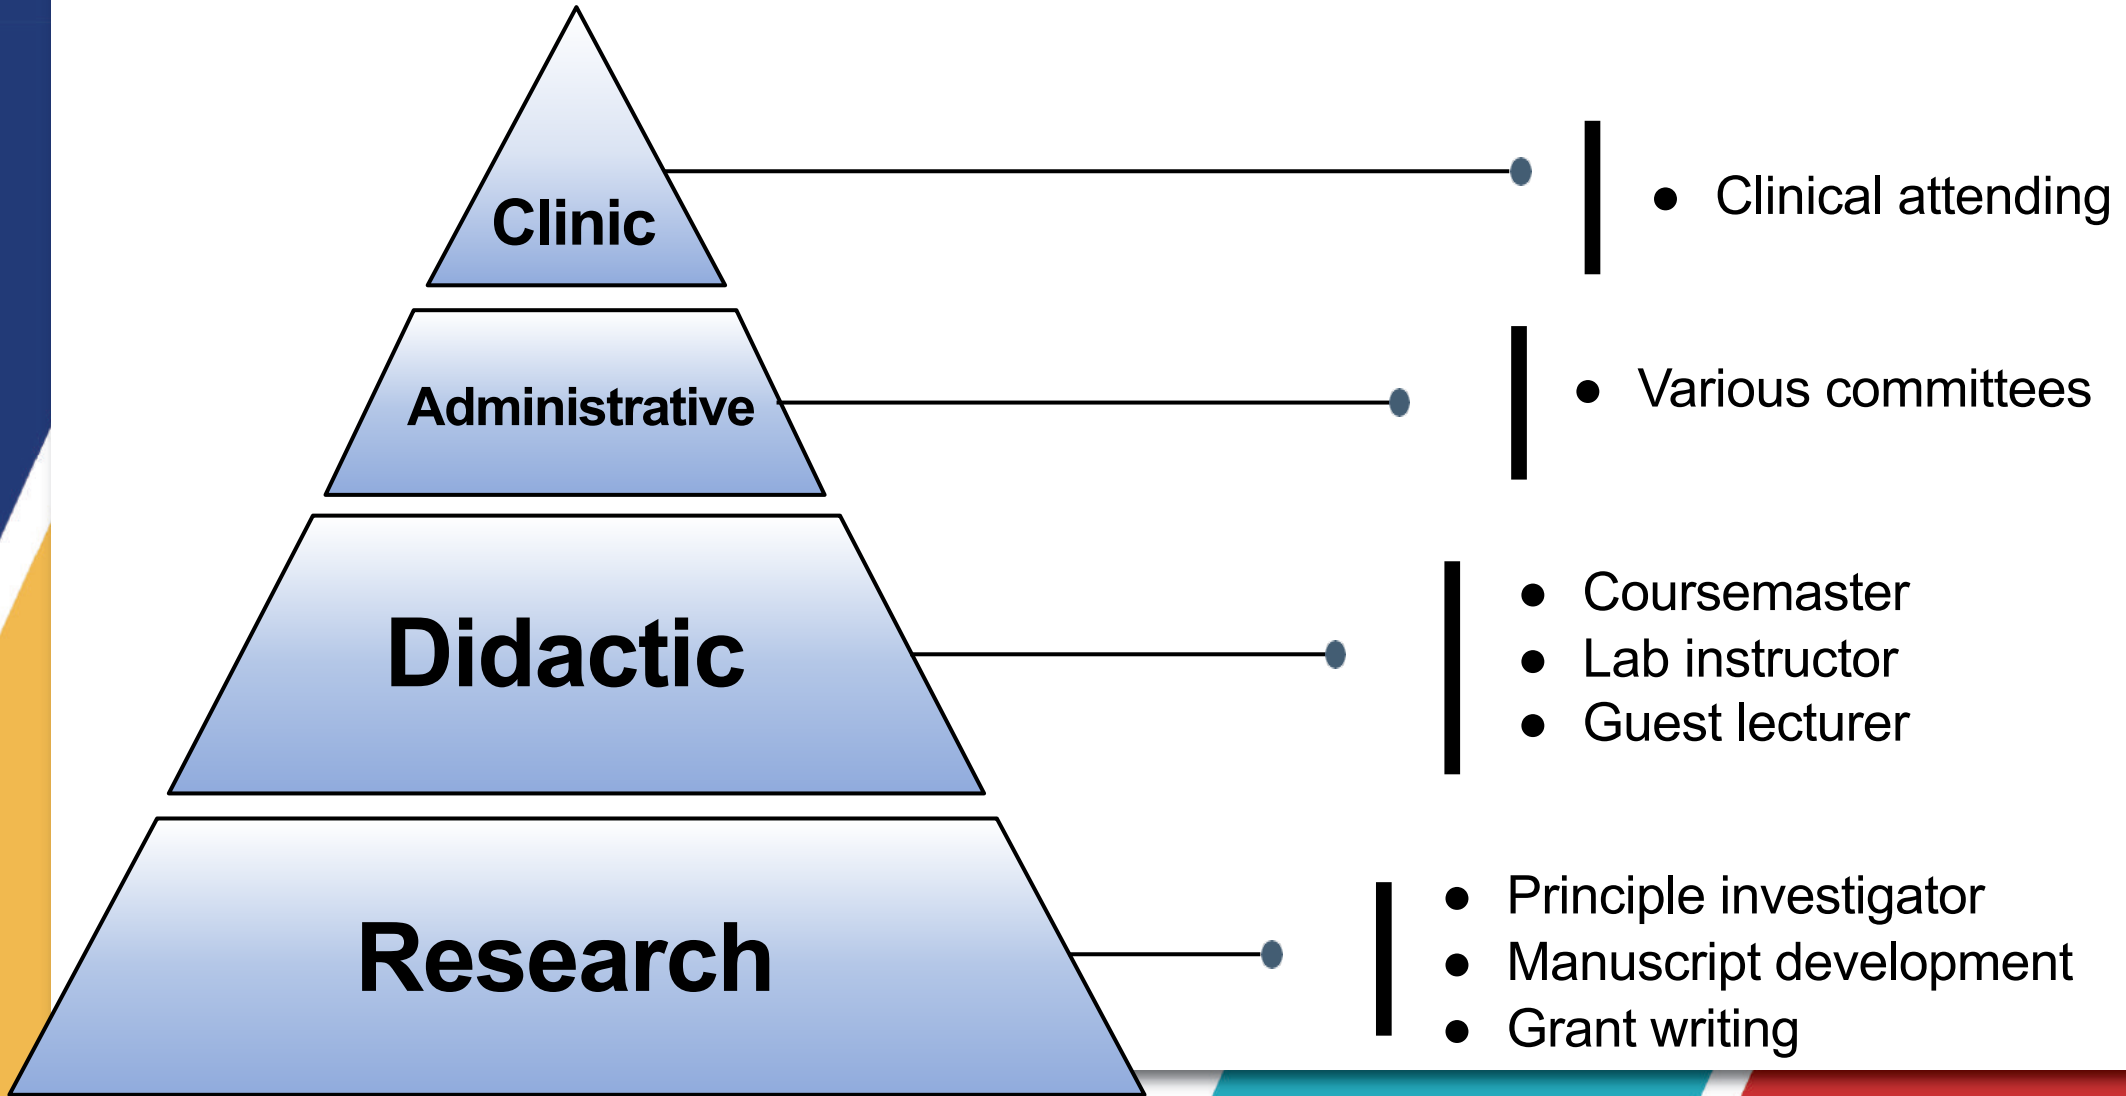 Clinic
● Clinical attending
Administrative
● Various committees
Didactic
● Coursemaster
● Lab instructor
● Guest lecturer
Research
● Principle investigator
● Manuscript development
● Grant writing